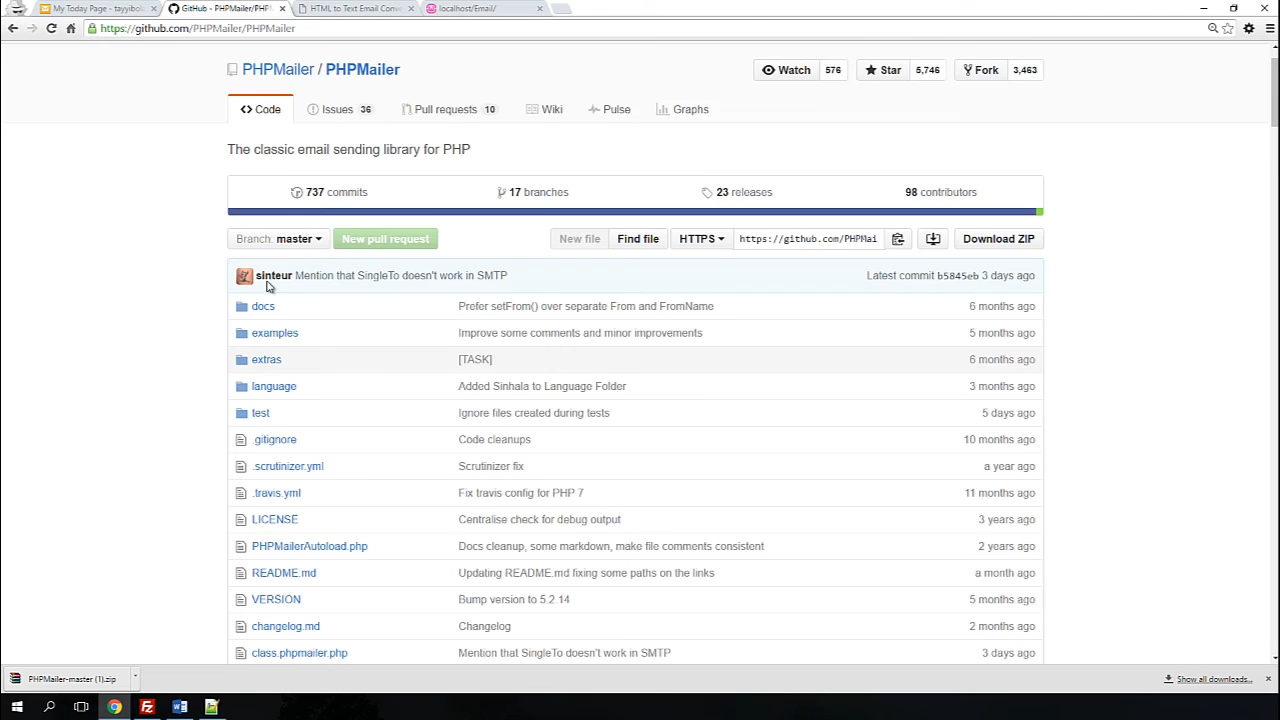 My Today Page - tayyibol
GitHub - PHPMailer/PHPM
HTML to Text Email Conve
localhost/Email/
https://github.com/PHPMailer/PHPMailer
PHPMailer / PHPMailer
Watch 576
Star 5,746
Fork 3,463
Code
Issues 36
Pull requests 10
Wiki
Pulse
Graphs
The classic email sending library for PHP
737 commits
17 branches
23 releases
98 contributors
Branch: master
New pull request
New file
Find file
HTTPS
https://github.com/PHPMai
Download ZIP
sinteur Mention that SingleTo doesn't work in SMTP Latest commit b5845eb 3 days ago
docs Prefer setFrom() over separate From and FromName 6 months ago
examples Improve some comments and minor improvements 5 months ago
extras [TASK] 6 months ago
language Added Sinhala to Language Folder 3 months ago
test Ignore files created during tests 5 days ago
.gitignore Code cleanups 10 months ago
.scrutinizer.yml Scrutinizer fix a year ago
.travis.yml Fix travis config for PHP 7 11 months ago
LICENSE Centralise check for debug output 3 years ago
PHPMailerAutoload.php Docs cleanup, some markdown, make file comments consistent 2 years ago
README.md Updating README.md fixing some paths on the links a month ago
VERSION Bump version to 5.2.14 5 months ago
changelog.md Changelog 2 months ago
class.phpmailer.php Mention that SingleTo doesn't work in SMTP 3 days ago
PHPMailer-master (1).zip
Show all downloads...